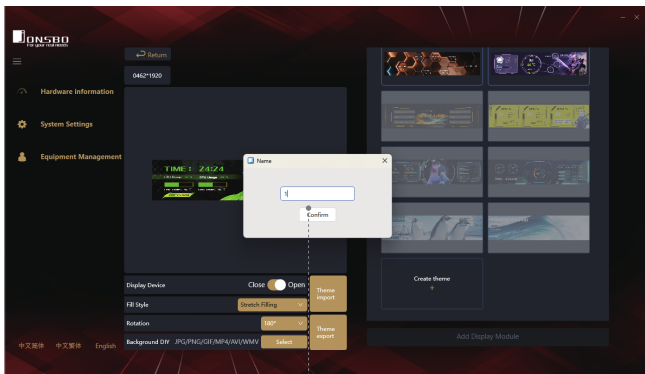 JONSBO
For your real needs
Return
0462*1920
Hardware information
System Settings
Equipment Management
TIME: 24:24
Name
1
Confirm
Display Device
Close
Open
Theme import
Fill Style
Stretch Filling
Rotation
180°
Theme export
Background DIY
JPG/PNG/GIF/MP4/AVI/WMV
Select
Create theme
+
Add Display Module
中文简体
中文繁体
English